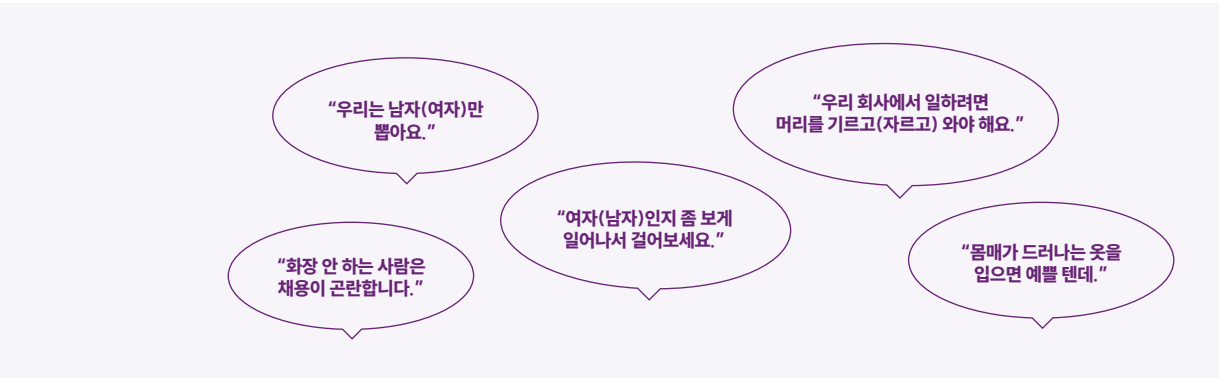 “우리는 남자(여자)만
뽑아요.”
“우리 회사에서 일하려면
머리를 기르고(자르고) 와야 해요.”
“여자(남자)인지 좀 보게
일어나서 걸어보세요.”
“화장 안 하는 사람은
채용이 곤란합니다.”
“몸매가 드러나는 옷을
입으면 예쁠 텐데.”